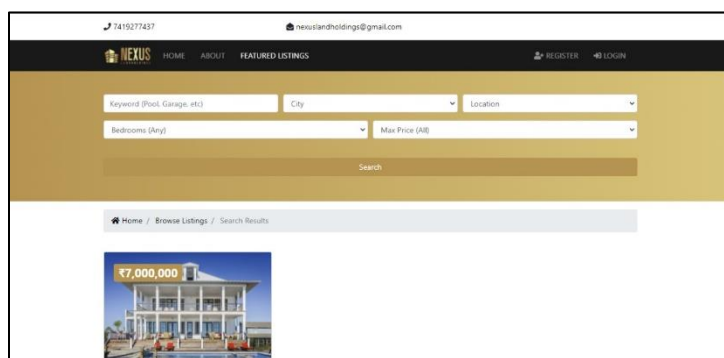 7419277437 nexuslandholdings@gmail.com
NEXUS HOME ABOUT FEATURED LISTINGS REGISTER LOGIN
Keyword (Pool, Garage, etc) City Location
Bedrooms (Any) Max Price (All)
Search
Home / Browse Listings / Search Results
₹7,000,000